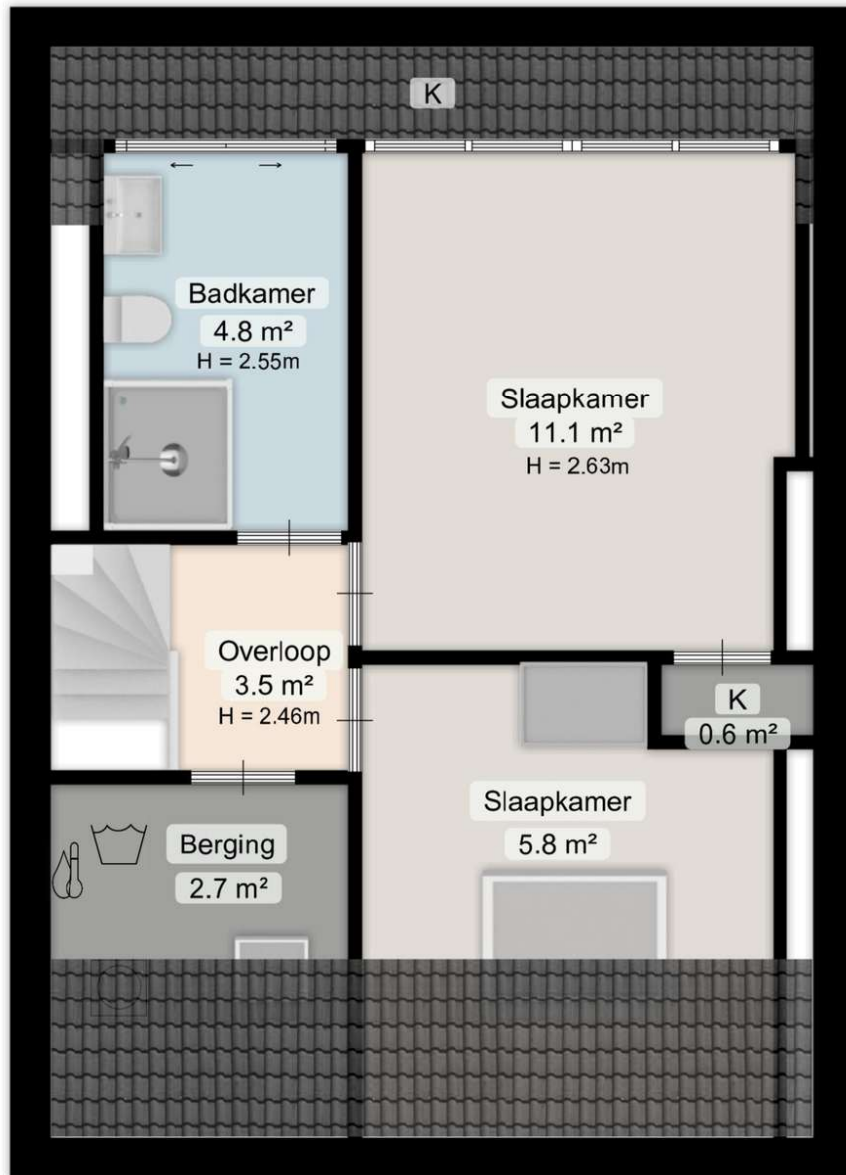 K
Badkamer
4.8 m²
H = 2.55m
Slaapkamer
11.1 m²
H = 2.63m
Overloop
3.5 m²
H = 2.46m
K
0.6 m²
Slaapkamer
5.8 m²
Berging
2.7 m²